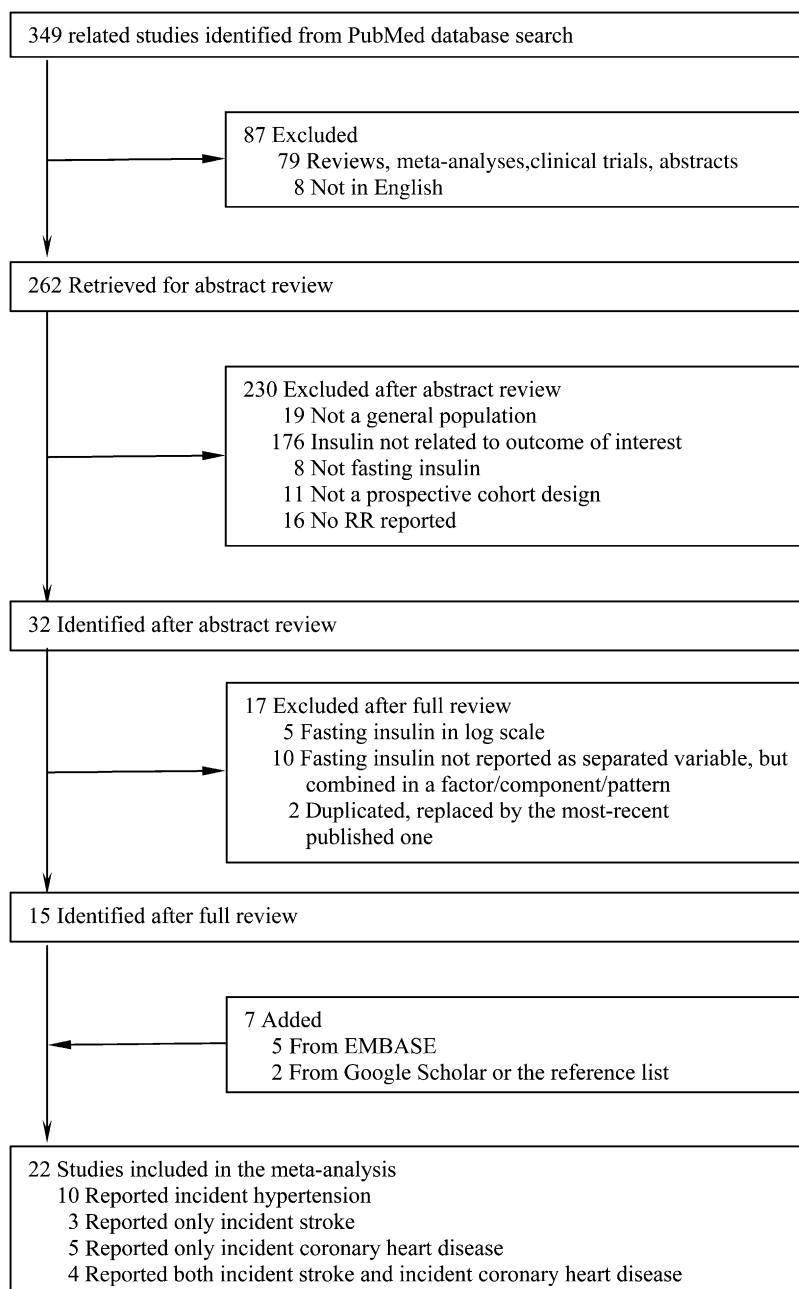 349 related studies identified from PubMed database search
87 Excluded
79 Reviews, meta-analyses,clinical trials, abstracts
8 Not in English
262 Retrieved for abstract review
230 Excluded after abstract review
19 Not a general population
176 Insulin not related to outcome of interest
8 Not fasting insulin
11 Not a prospective cohort design
16 No RR reported
32 Identified after abstract review
17 Excluded after full review
5 Fasting insulin in log scale
10 Fasting insulin not reported as separated variable, but
combined in a factor/component/pattern
2 Duplicated, replaced by the most-recent
published one
15 Identified after full review
7 Added
5 From EMBASE
2 From Google Scholar or the reference list
22 Studies included in the meta-analysis
10 Reported incident hypertension
3 Reported only incident stroke
5 Reported only incident coronary heart disease
4 Reported both incident stroke and incident coronary heart disease